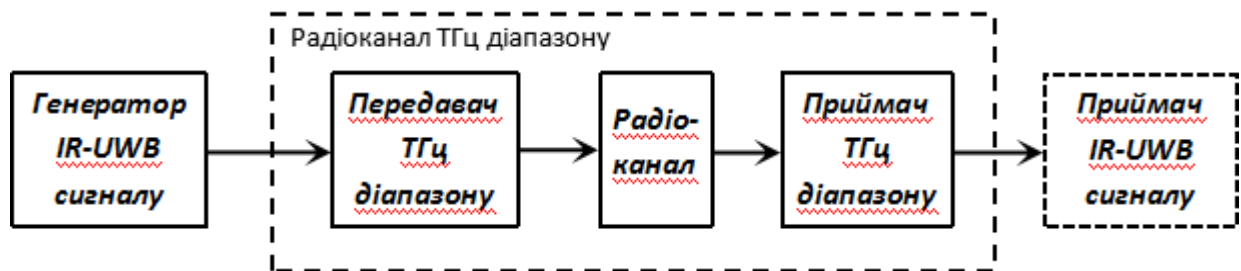 Радіоканал ТГц діапазону
Генератор
IR-UWB
сигналу
Передавач
ТГц
діапазону
Радіо-
канал
Приймач
ТГц
діапазону
Приймач
IR-UWB
сигналу